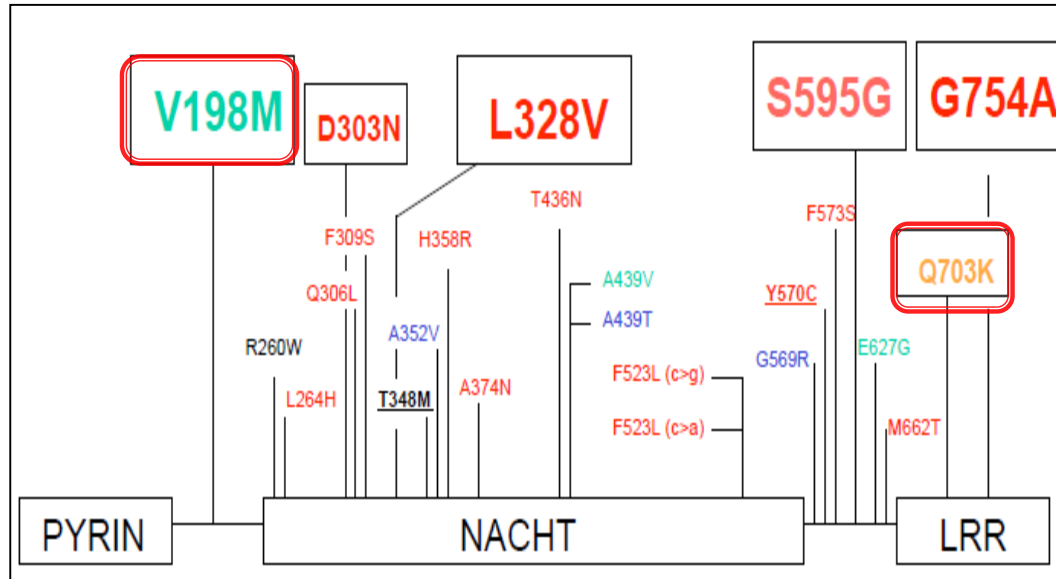 V198M
D303N
L328V
S595G
G754A
T436N
F573S
F309S
H358R
Q703K
Q306L
A439V
Y570C
A352V
A439T
R260W
G569R
E627G
L264H
T348M
A374N
F523L (c>g)
F523L (c>a)
M662T
PYRIN
NACHT
LRR